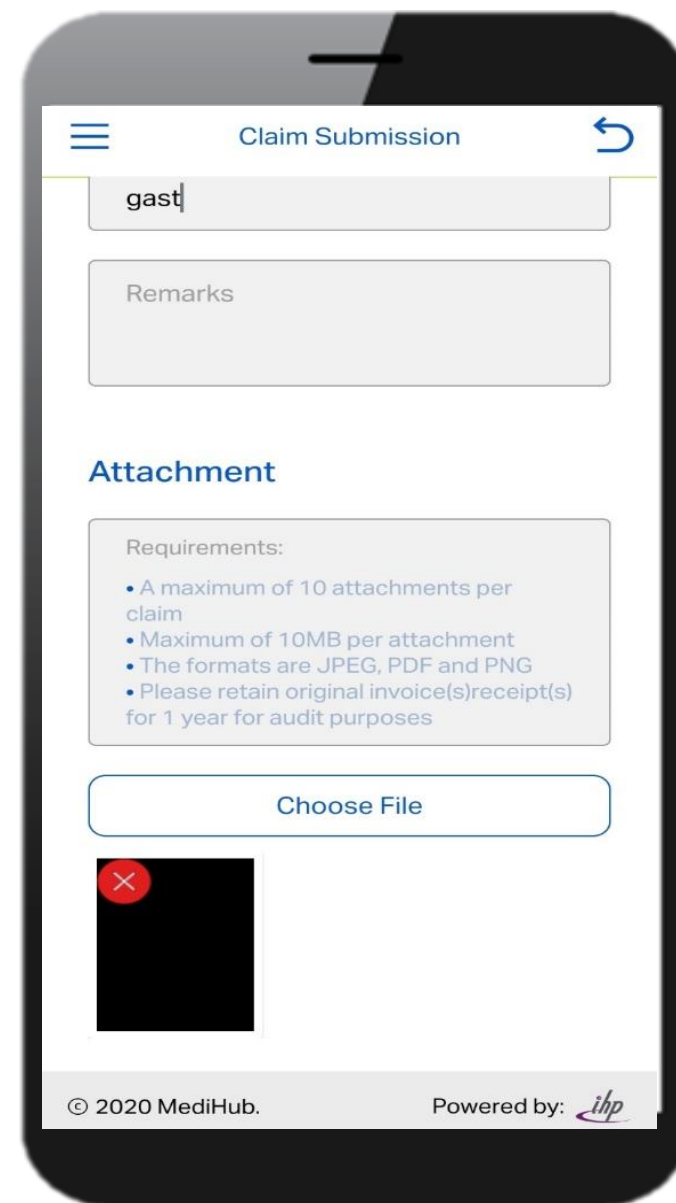 Claim Submission
gast
Remarks
Attachment
Requirements:
• A maximum of 10 attachments per
claim
• Maximum of 10MB per attachment
• The formats are JPEG, PDF and PNG
• Please retain original invoice(s)receipt(s)
for 1 year for audit purposes
Choose File
© 2020 MediHub.
Powered by: ihp